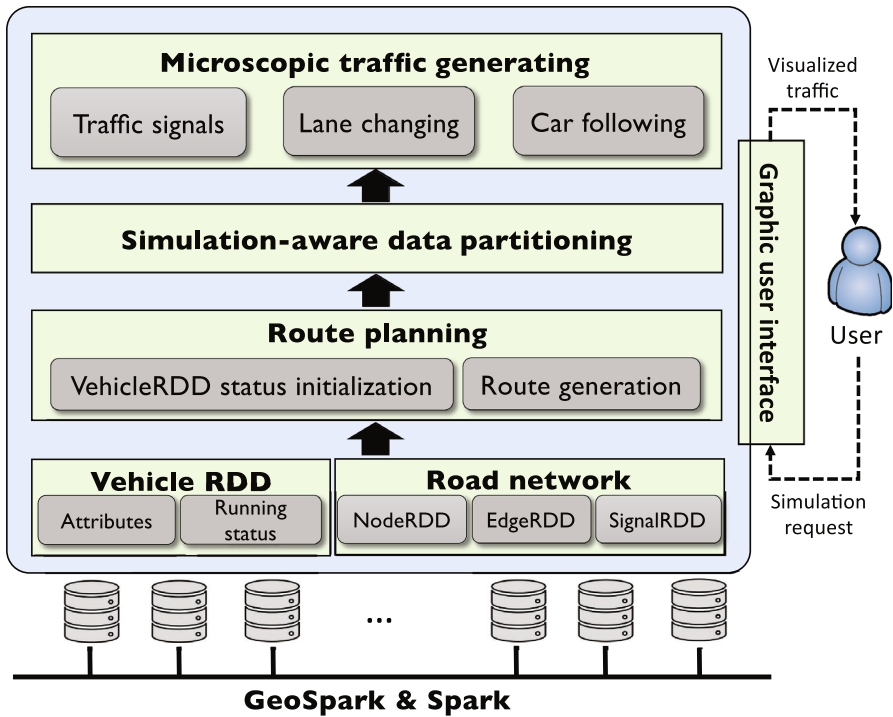 Microscopic traffic generating
Traffic signals
Lane changing
Car following
Simulation-aware data partitioning
Route planning
VehicleRDD status initialization
Route generation
Vehicle RDD
Attributes
Running
status
Road network
NodeRDD
EdgeRDD
SignalRDD
...
GeoSpark & Spark
Graphic user interface
Visualized
traffic
User
Simulation
request